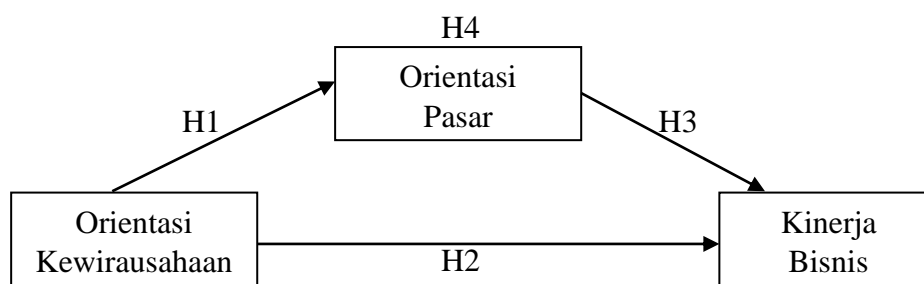 H4
Orientasi
Pasar
H1
H3
Orientasi
Kewirausahaan
H2
Kinerja
Bisnis